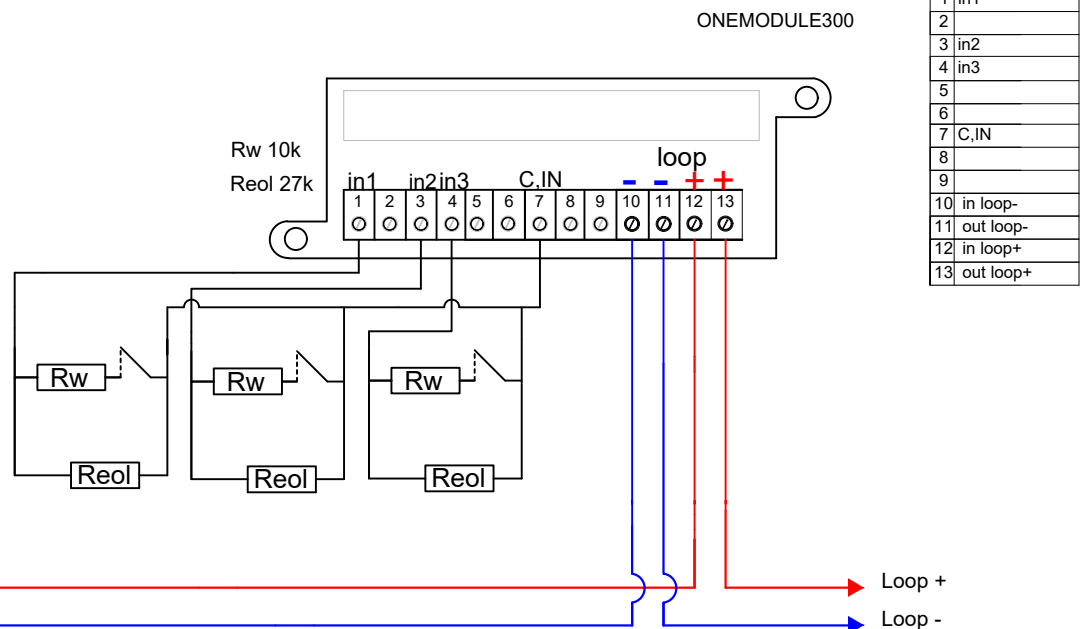 ONEMODULE300
1 in1
2
3 in2
4 in3
5
6
7 C,IN
8
9
10 in loop-
11 out loop-
12 in loop+
13 out loop+
Rw 10k
Reol 27k
loop
in1 in2 in3 C,IN - - + +
1 2 3 4 5 6 7 8 9 10 11 12 13
Rw Rw Rw
Reol Reol Reol
Loop +
Loop -